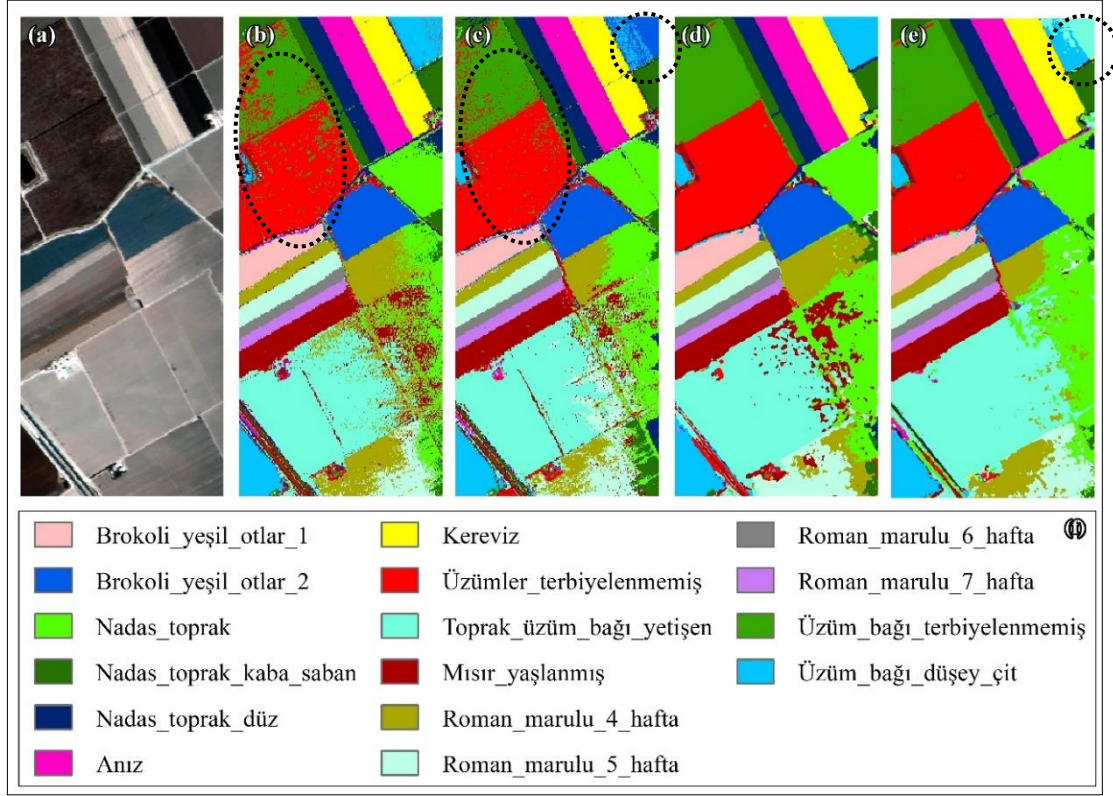 (a)
(b)
(c)
(d)
(e)
Brokoli_yeşil_otlar_1
Brokoli_yeşil_otlar_2
Nadas_toprak
Nadas_toprak_kaba_saban
Nadas_toprak_düz
Anız
Kereviz
Üzümler_terbiyelenmemiş
Toprak_üzüm_bağı_yetişen
Mısır_yaşlanmış
Roman_marulu_4_hafta
Roman_marulu_5_hafta
Roman_marulu_6_hafta
Roman_marulu_7_hafta
Üzüm_bağı_terbiyelenmemiş
Üzüm_bağı_düşey_çit